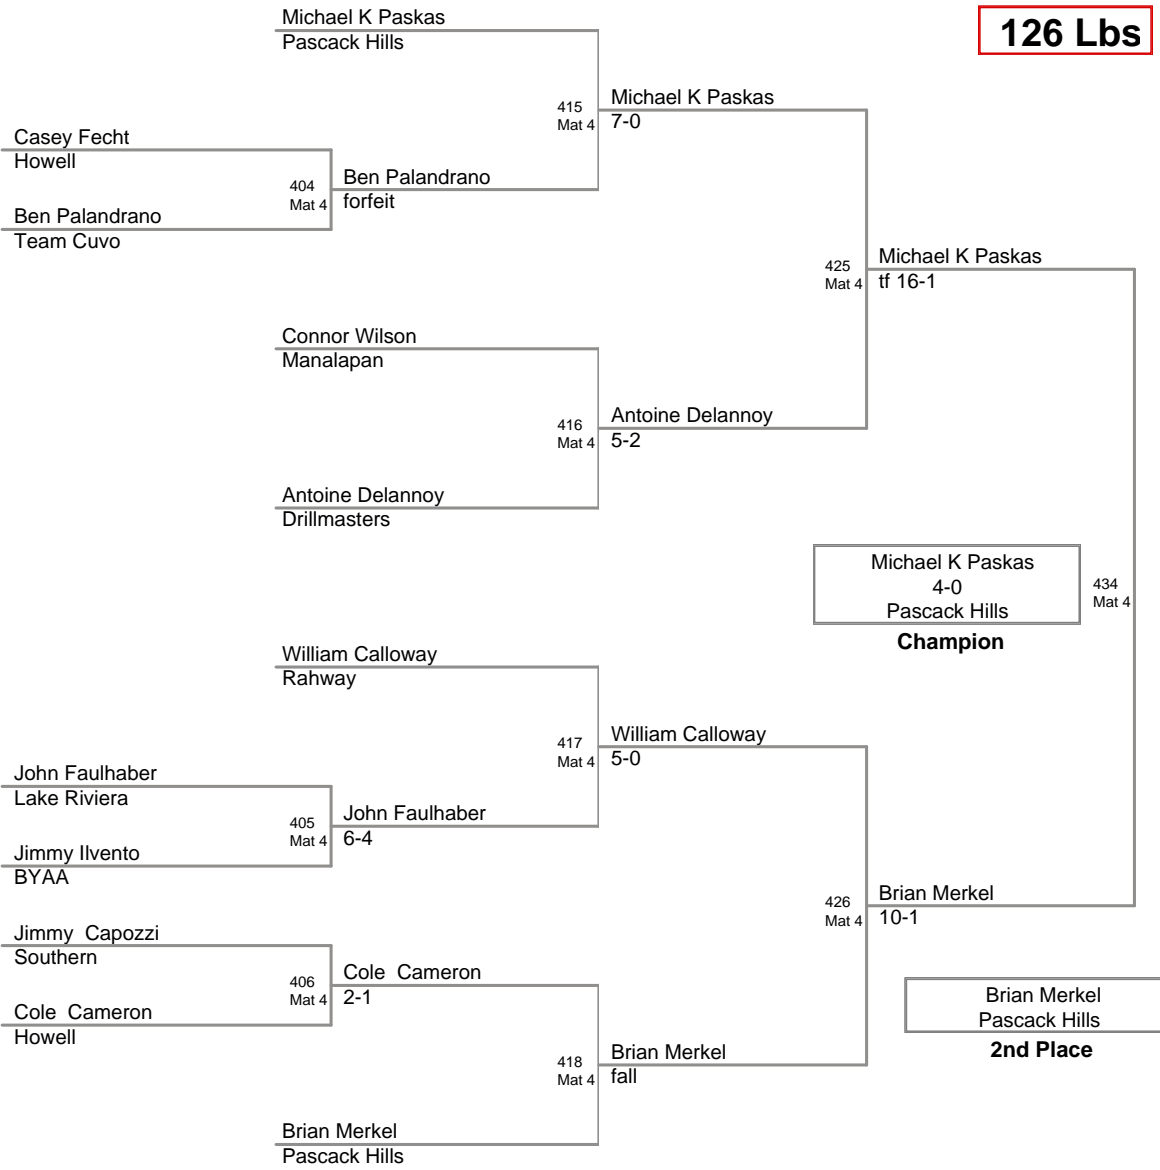 Michael K Paskas
Pascack Hills
126 Lbs
415
Mat 4
Michael K Paskas
7-0
Casey Fecht
Howell
404
Mat 4
Ben Palandrano
forfeit
Ben Palandrano
Team Cuvo
425
Mat 4
Michael K Paskas
tf 16-1
Connor Wilson
Manalapan
416
Mat 4
Antoine Delannoy
5-2
Antoine Delannoy
Drillmasters
Michael K Paskas
4-0
Pascack Hills
Champion
434
Mat 4
William Calloway
Rahway
417
Mat 4
William Calloway
5-0
John Faulhaber
Lake Riviera
405
Mat 4
John Faulhaber
6-4
Jimmy Ilvento
BYAA
426
Mat 4
Brian Merkel
10-1
Jimmy  Capozzi
Southern
406
Mat 4
Cole  Cameron
2-1
Cole  Cameron
Howell
Brian Merkel
Pascack Hills
2nd Place
418
Mat 4
Brian Merkel
fall
Brian Merkel
Pascack Hills